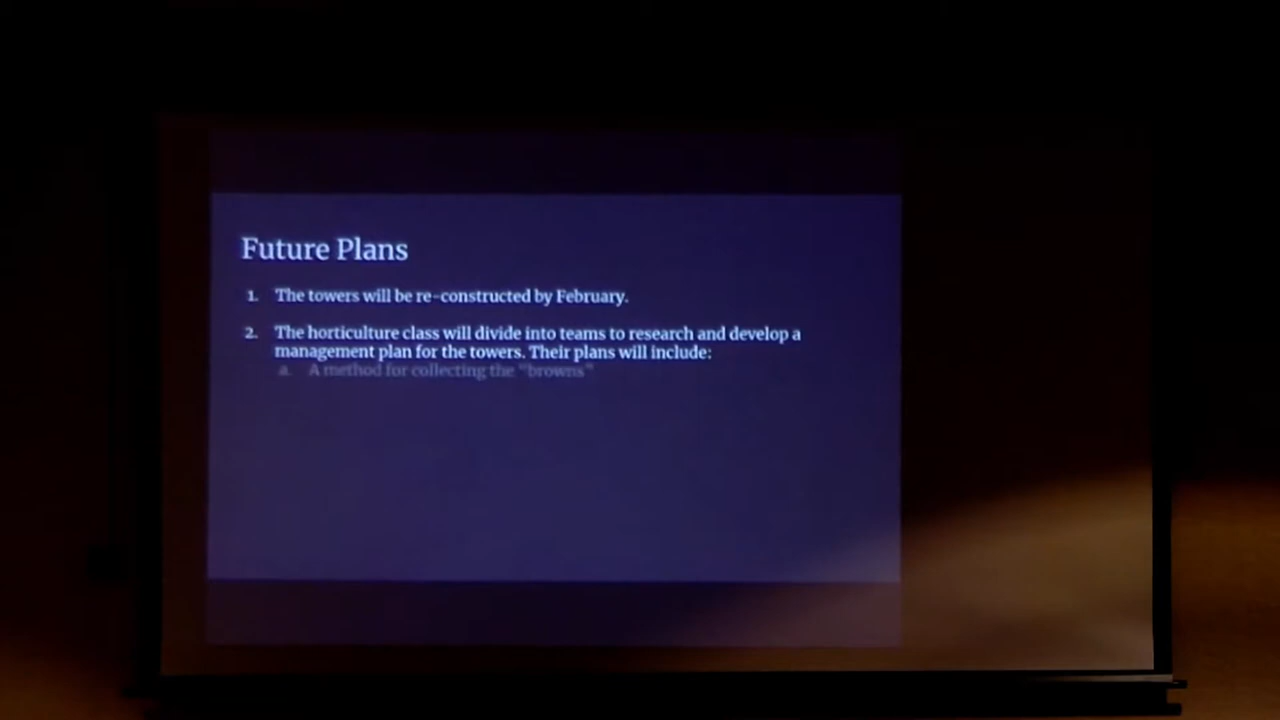 Future Plans
1. The towers will be re-constructed by February.
2. The horticulture class will divide into teams to research and develop a
management plan for the towers. Their plans will include:
a. A method for collecting the "browns"